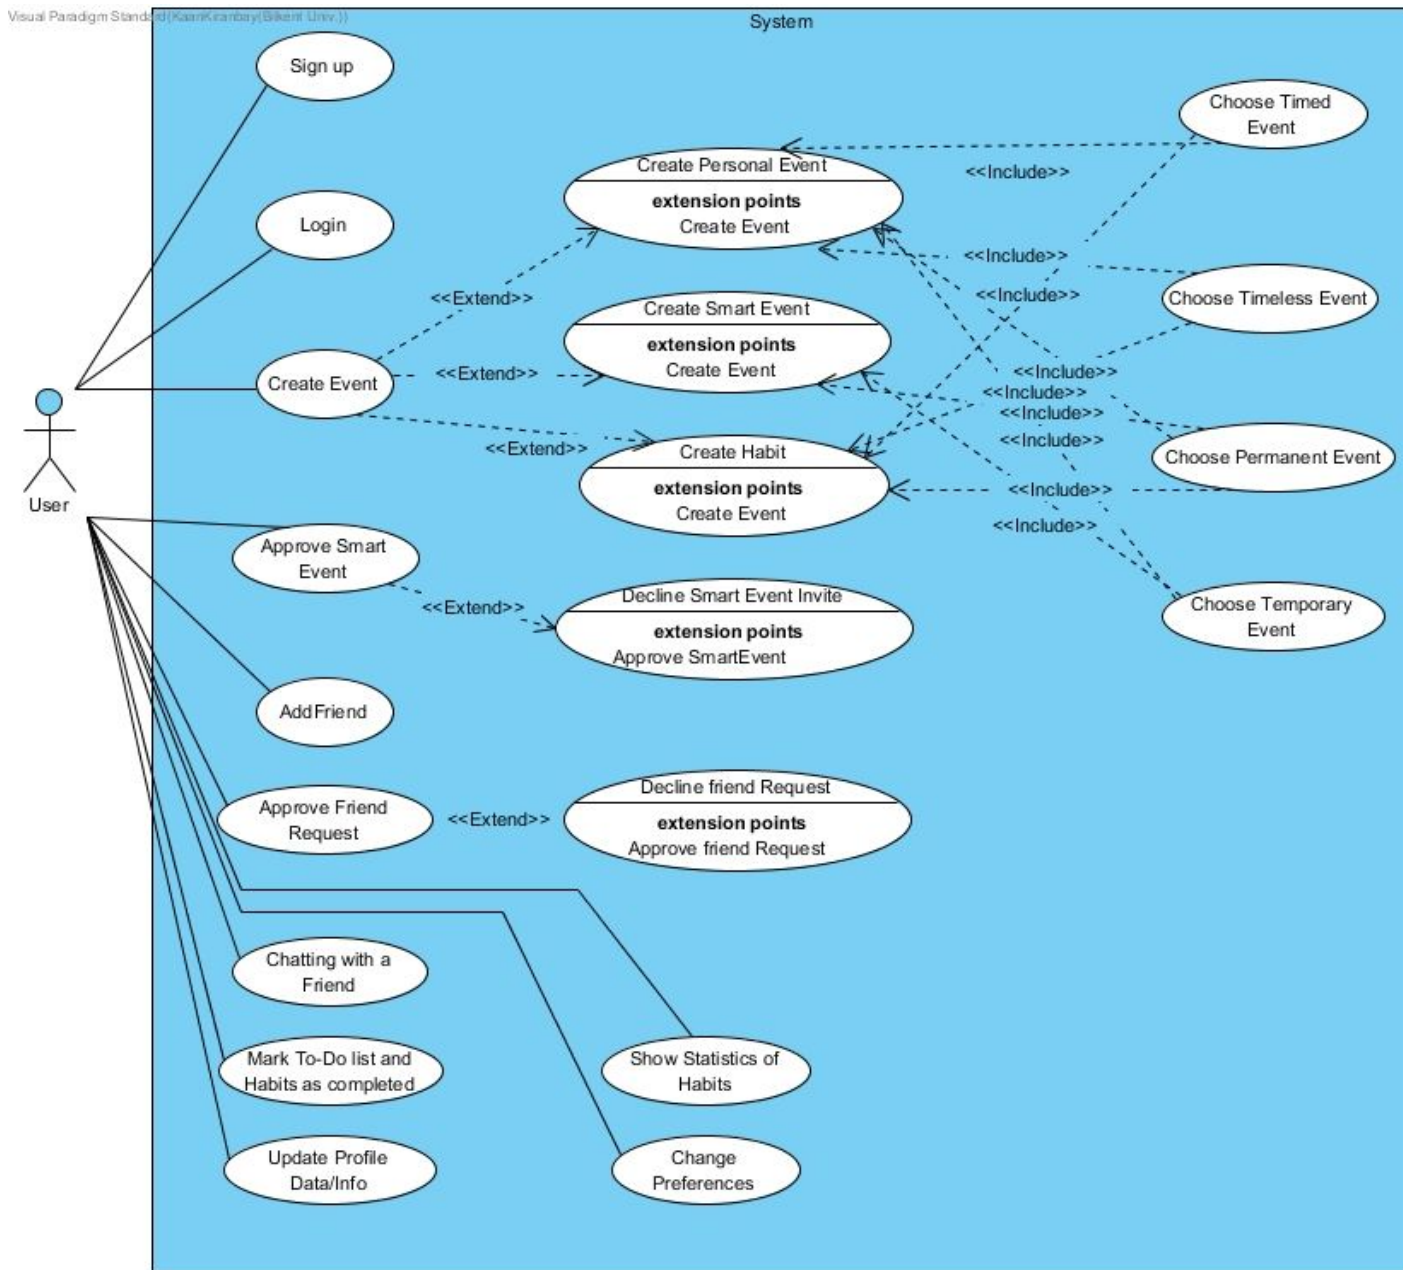 Visual Paradigm Standard(KaanKiranbay(Bilkent Univ.))
System
Sign up
Choose Timed
Event
Create Personal Event
extension points
Create Event
<<Include>>
Login
<<Include>>
<<Extend>>
<<Include>>
Choose Timeless Event
Create Smart Event
extension points
Create Event
Create Event
<<Extend>>
<<Include>>
<<Include>>
<<Include>>
<<Include>>
<<Extend>>
Create Habit
extension points
Create Event
Choose Permanent Event
<<Include>>
<<Include>>
User
Approve Smart
Event
<<Extend>>
Decline Smart Event Invite
extension points
Approve SmartEvent
Choose Temporary
Event
AddFriend
Approve Friend
Request
<<Extend>>
Decline friend Request
extension points
Approve friend Request
Chatting with a
Friend
Mark To-Do list and
Habits as completed
Show Statistics of
Habits
Update Profile
Data/Info
Change
Preferences